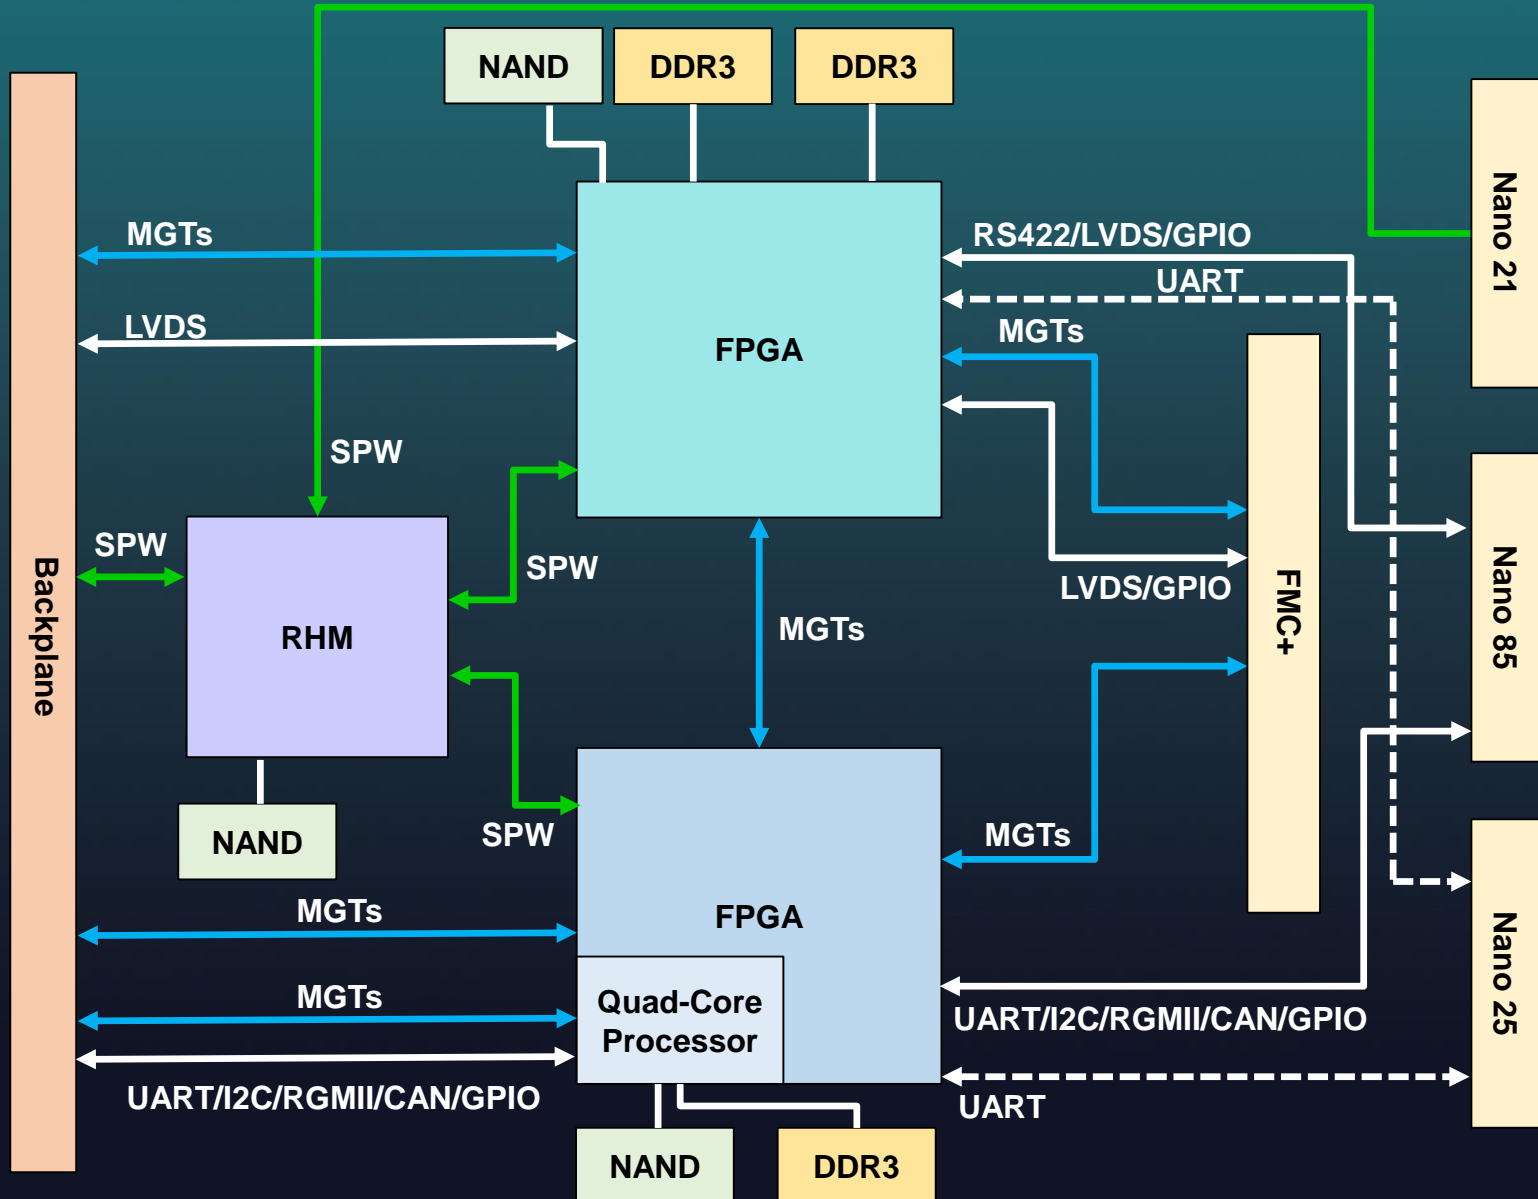 NAND
DDR3
DDR3
Nano 21
MGTs
RS422/LVDS/GPIO
UART
LVDS
FPGA
MGTs
SPW
SPW
SPW
LVDS/GPIO
Backplane
RHM
MGTs
FMC+
Nano 85
NAND
SPW
MGTs
MGTs
FPGA
Nano 25
MGTs
Quad-Core
Processor
UART/I2C/RGMII/CAN/GPIO
UART/I2C/RGMII/CAN/GPIO
UART
NAND
DDR3